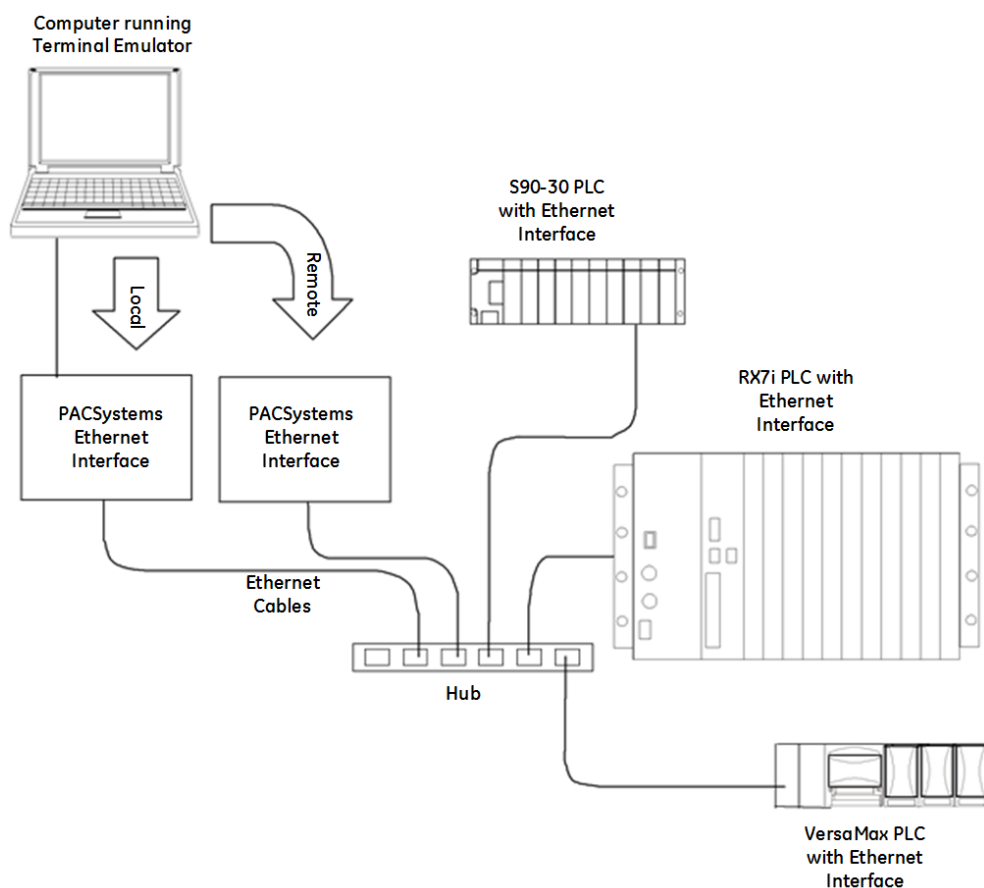 Computer running
Terminal Emulator
Local
Remote
S90-30 PLC
with Ethernet
Interface
RX7i PLC with
Ethernet
Interface
PACSystems
Ethernet
Interface
PACSystems
Ethernet
Interface
Ethernet
Cables
Hub
VersaMax PLC
with Ethernet
Interface